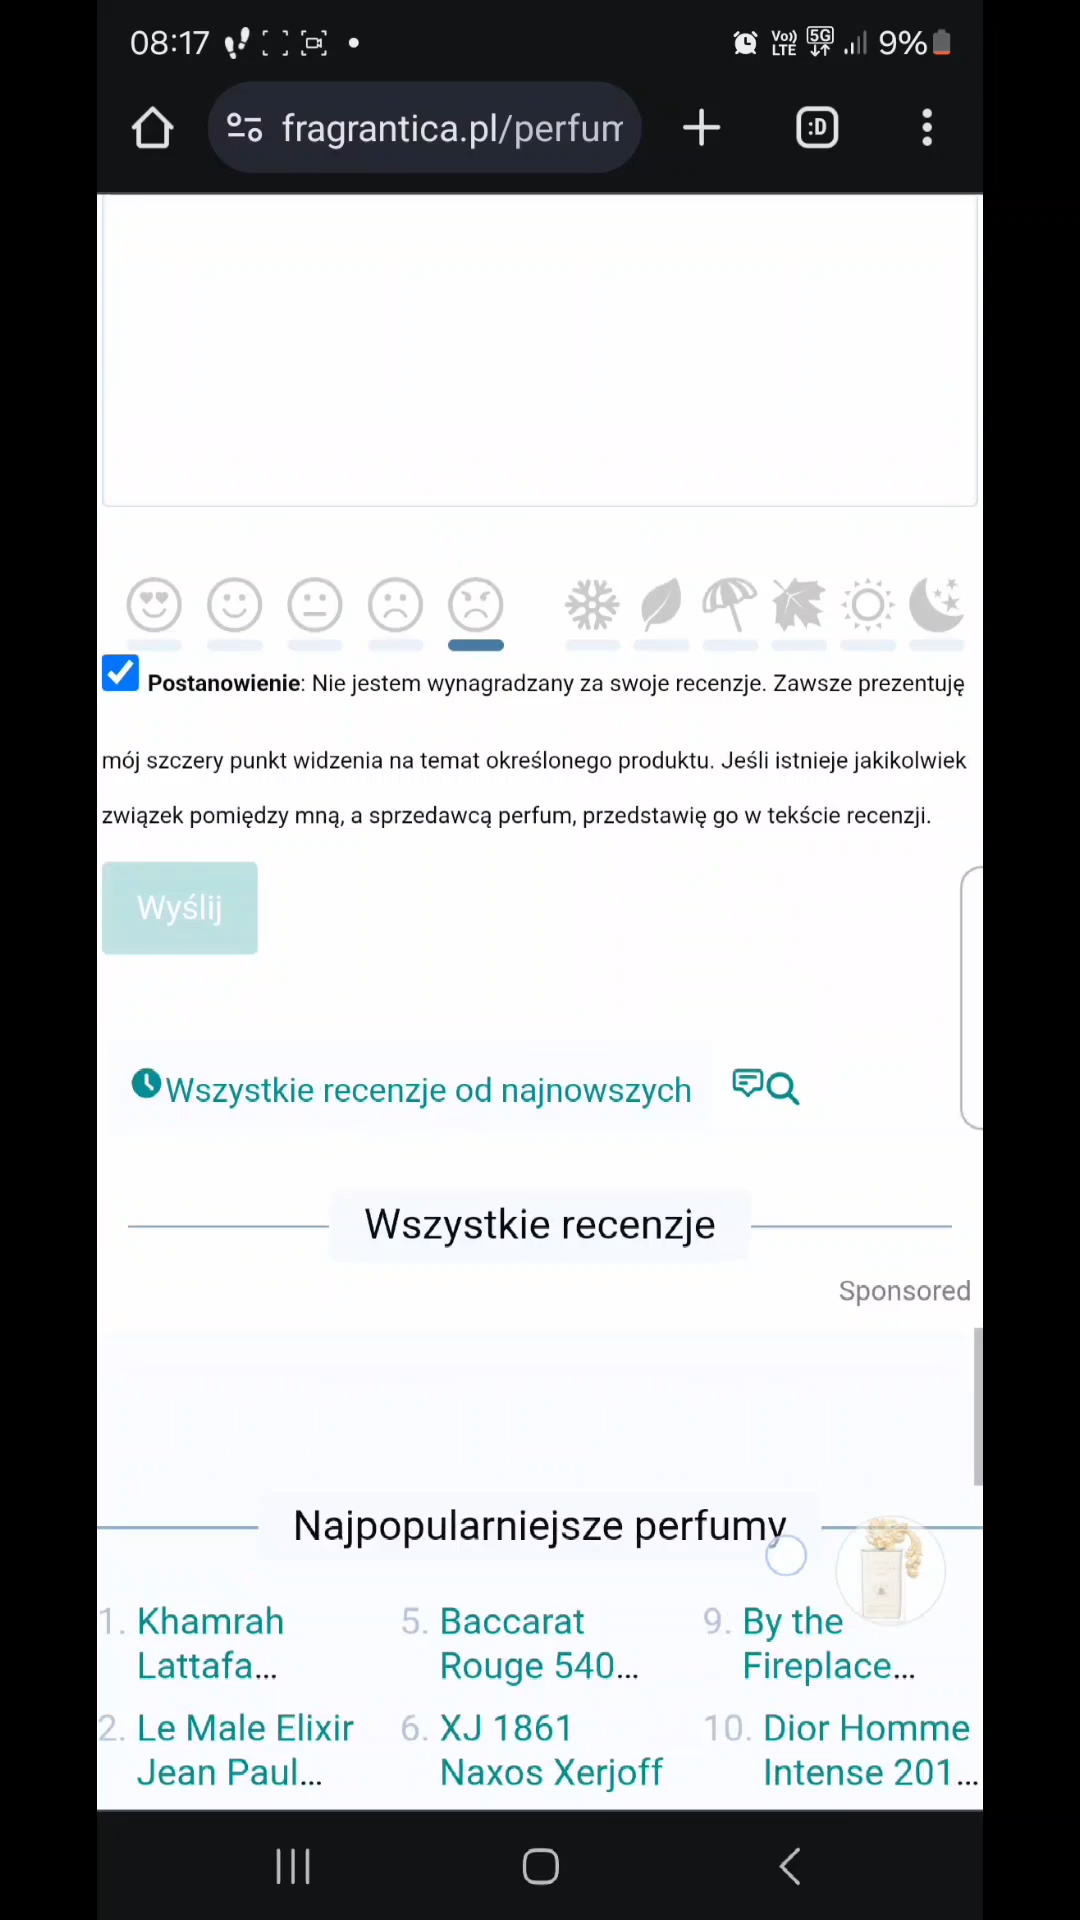 08:17
Vo)) LTE 5G 9%
fragrantica.pl/perfum
:D
Postanowienie: Nie jestem wynagradzany za swoje recenzje. Zawsze prezentuję
mój szczery punkt widzenia na temat określonego produktu. Jeśli istnieje jakikolwiek
związek pomiędzy mną, a sprzedawcą perfum, przedstawię go w tekście recenzji.
Wyślij
Wszystkie recenzje od najnowszych
Wszystkie recenzje
Sponsored
Najpopularniejsze perfumy
1. Khamrah
Lattafa...
2. Le Male Elixir
Jean Paul...
5. Baccarat
Rouge 540...
6. XJ 1861
Naxos Xerjoff
9. By the
Fireplace...
10. Dior Homme
Intense 201...